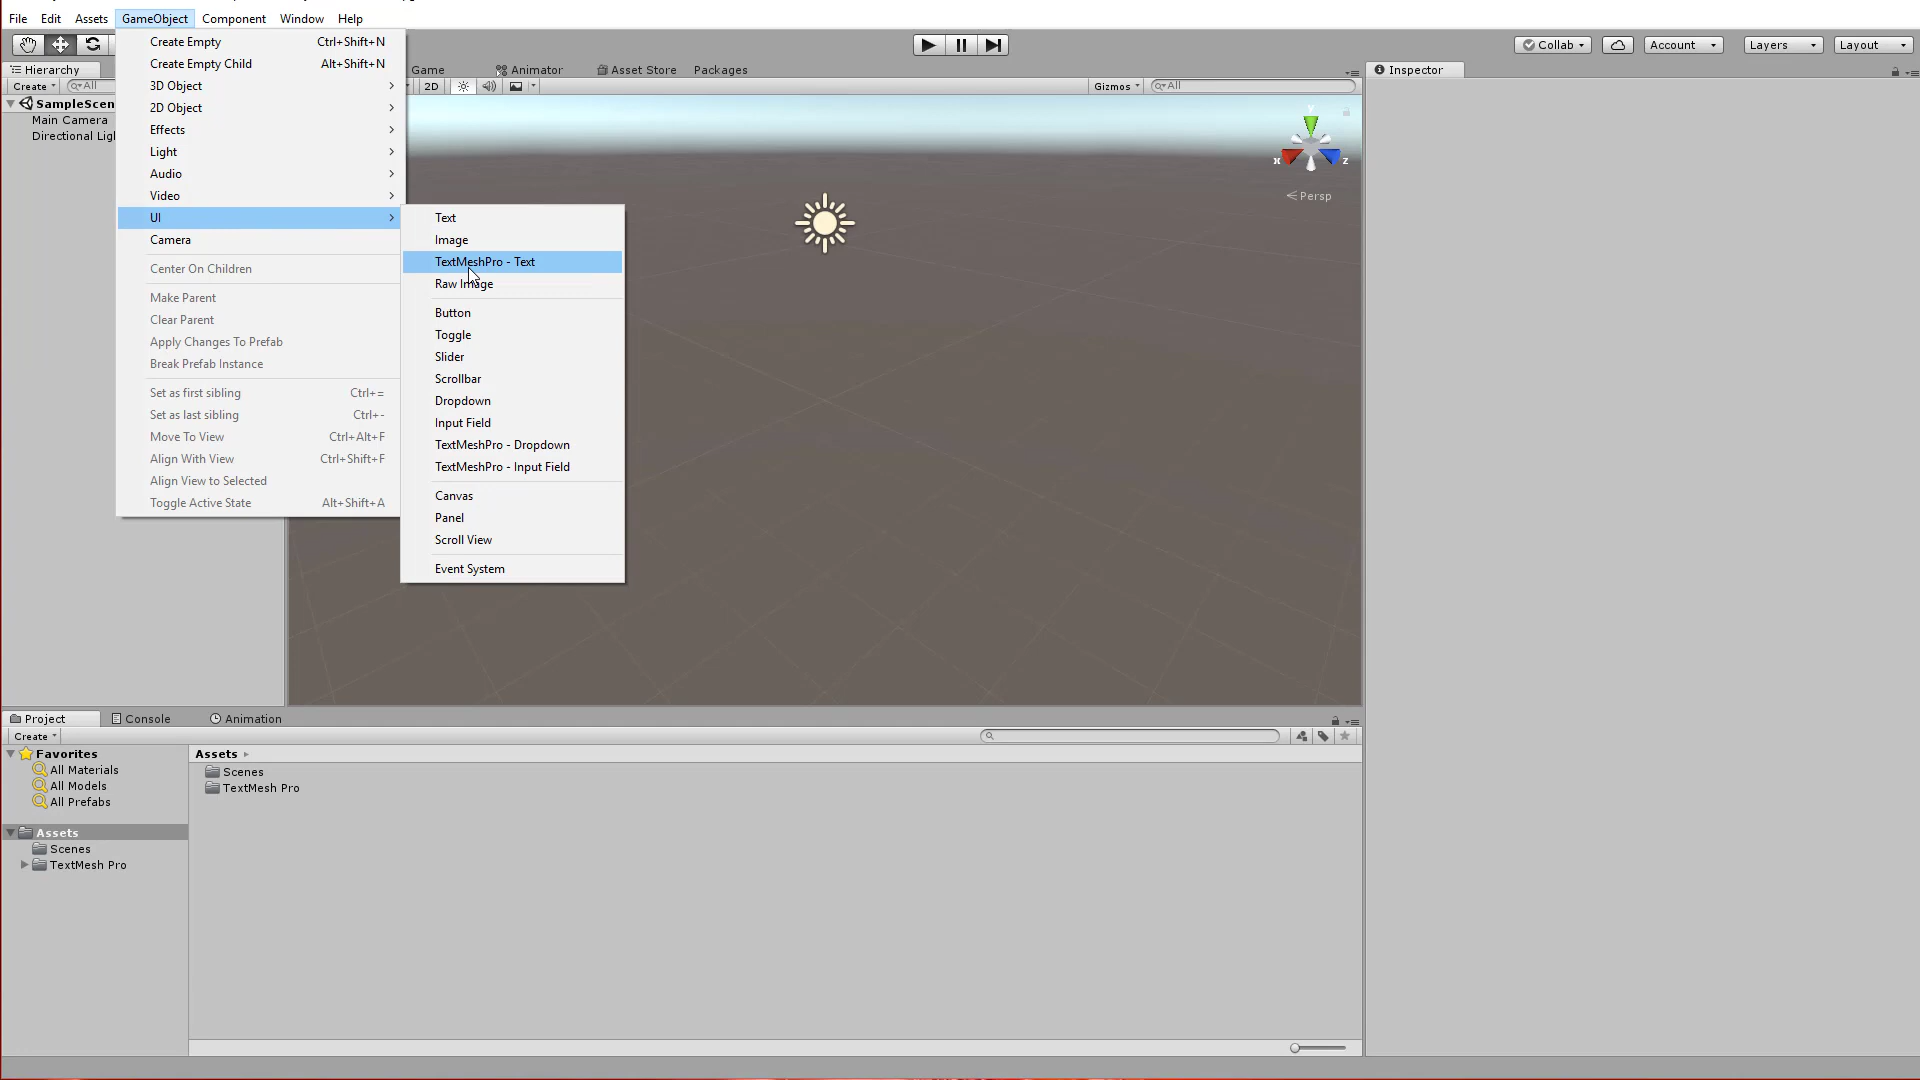 File Edit Assets GameObject Component Window Help
Collab Account Layers Layout
Hierarchy
Game Animator Asset Store Packages
Inspector
Create All
2D
Gizmos All
SampleScen
Main Camera
Directional Ligh
Create Empty Ctrl+Shift+N
Create Empty Child Alt+Shift+N
3D Object
2D Object
Effects
Light
Audio
Video
UI
Camera
Center On Children
Make Parent
Clear Parent
Apply Changes To Prefab
Break Prefab Instance
Set as first sibling Ctrl+=
Set as last sibling Ctrl+-
Move To View Ctrl+Alt+F
Align With View Ctrl+Shift+F
Align View to Selected
Toggle Active State Alt+Shift+A
Text
Image
TextMeshPro - Text
Raw Image
Button
Toggle
Slider
Scrollbar
Dropdown
Input Field
TextMeshPro - Dropdown
TextMeshPro - Input Field
Canvas
Panel
Scroll View
Event System
y
x z
Persp
Project Console Animation
Create
Favorites
All Materials
All Models
All Prefabs
Assets
Scenes
TextMesh Pro
Assets
Scenes
TextMesh Pro